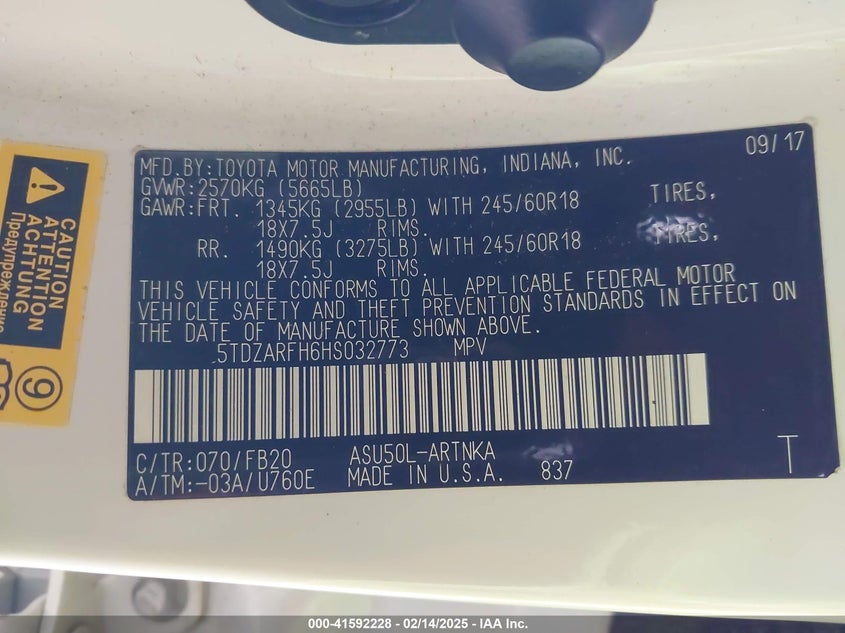 MFD.BY:TOYOTA MOTOR MANUFACTURING, INDIANA, INC. 09/17
GVWR:2570KG (5665LB)
GAWR:FRT. 1345KG (2955LB) WITH 245/60R18 TIRES,
18X7.5J RIMS.
RR. 1490KG (3275LB) WITH 245/60R18 TIRES,
18X7.5J RIMS.
THIS VEHICLE CONFORMS TO ALL APPLICABLE FEDERAL MOTOR
VEHICLE SAFETY AND THEFT PREVENTION STANDARDS IN EFFECT ON
THE DATE OF MANUFACTURE SHOWN ABOVE.
5TDZARFH6HS032773 MPV
C/TR:070/FB20 ASU50L-ARTNKA T
A/TM:-03A/U760E MADE IN U.S.A. 837
CAUTION
ATTENTION
ACHTUNG
Предупреждение
9
000-41592228 - 02/14/2025 - IAA Inc.